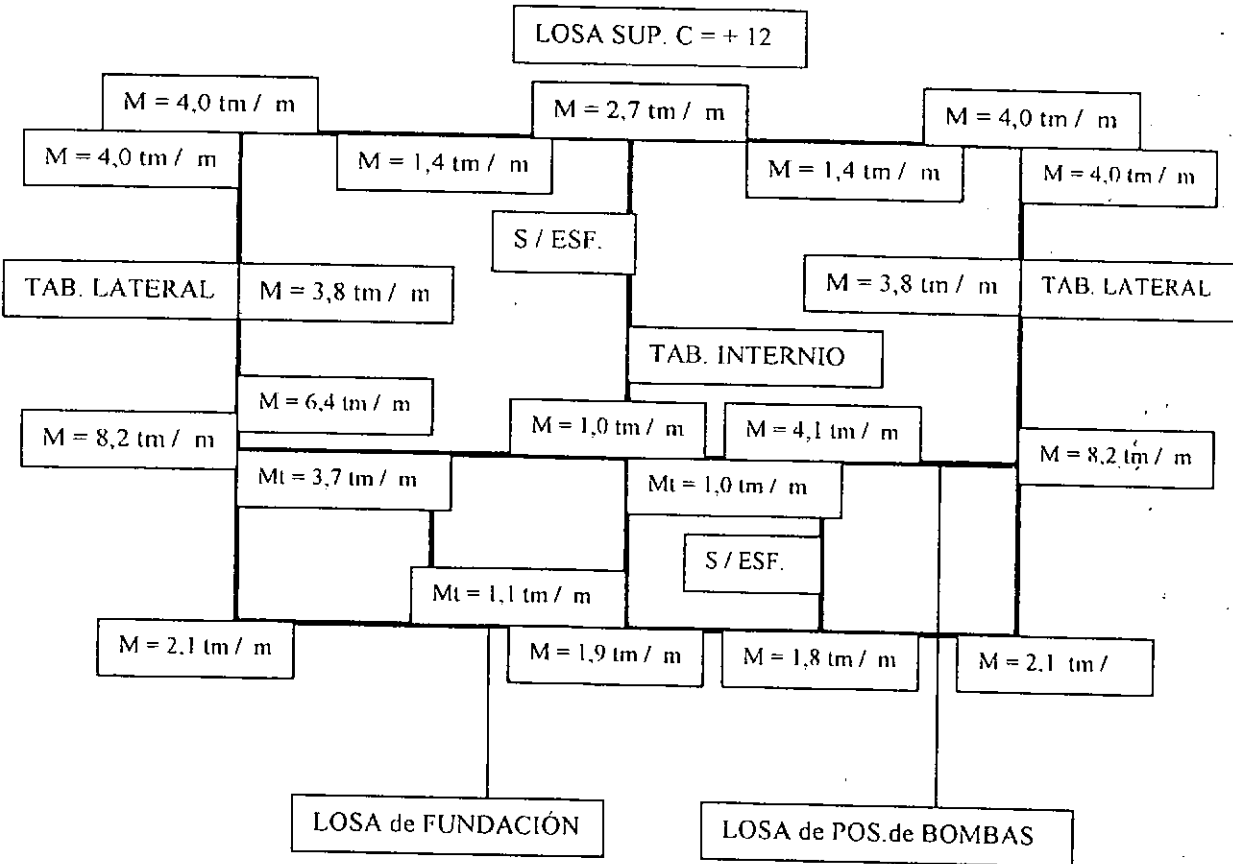 LOSA SUP. C = + 12
M = 4,0 tm / m
M = 2,7 tm / m
M = 4,0 tm / m
M = 4,0 tm / m
M = 1,4 tm / m
M = 1,4 tm / m
M = 4,0 tm / m
S / ESF.
TAB. LATERAL
M = 3,8 tm / m
M = 3,8 tm / m
TAB. LATERAL
TAB. INTERNIO
M = 6,4 tm / m
M = 8,2 tm / m
M = 1,0 tm / m
M = 4,1 tm / m
M = 8,2 tm / m
Mt = 3,7 tm / m
Mt = 1,0 tm / m
S / ESF.
Mt = 1,1 tm / m
M = 2,1 tm / m
M = 1,9 tm / m
M = 1,8 tm / m
M = 2,1 tm /
LOSA de FUNDACIÓN
LOSA de POS.de BOMBAS